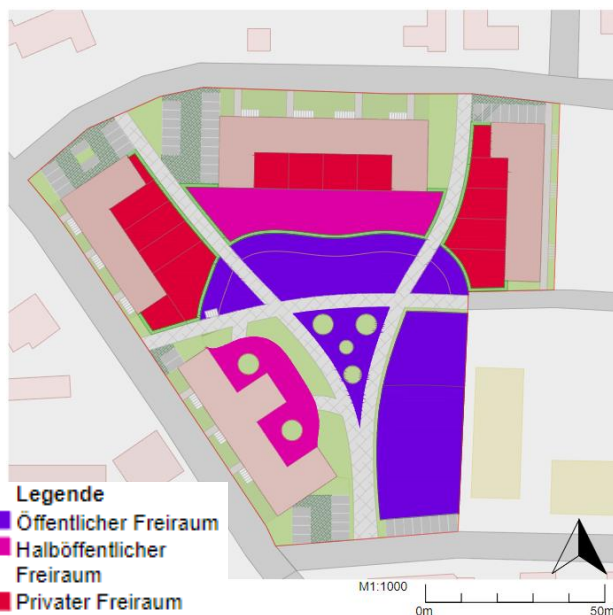 Legende
Öffentlicher Freiraum
Halböffentlicher
Freiraum
Privater Freiraum
M1:1000
0m 50m